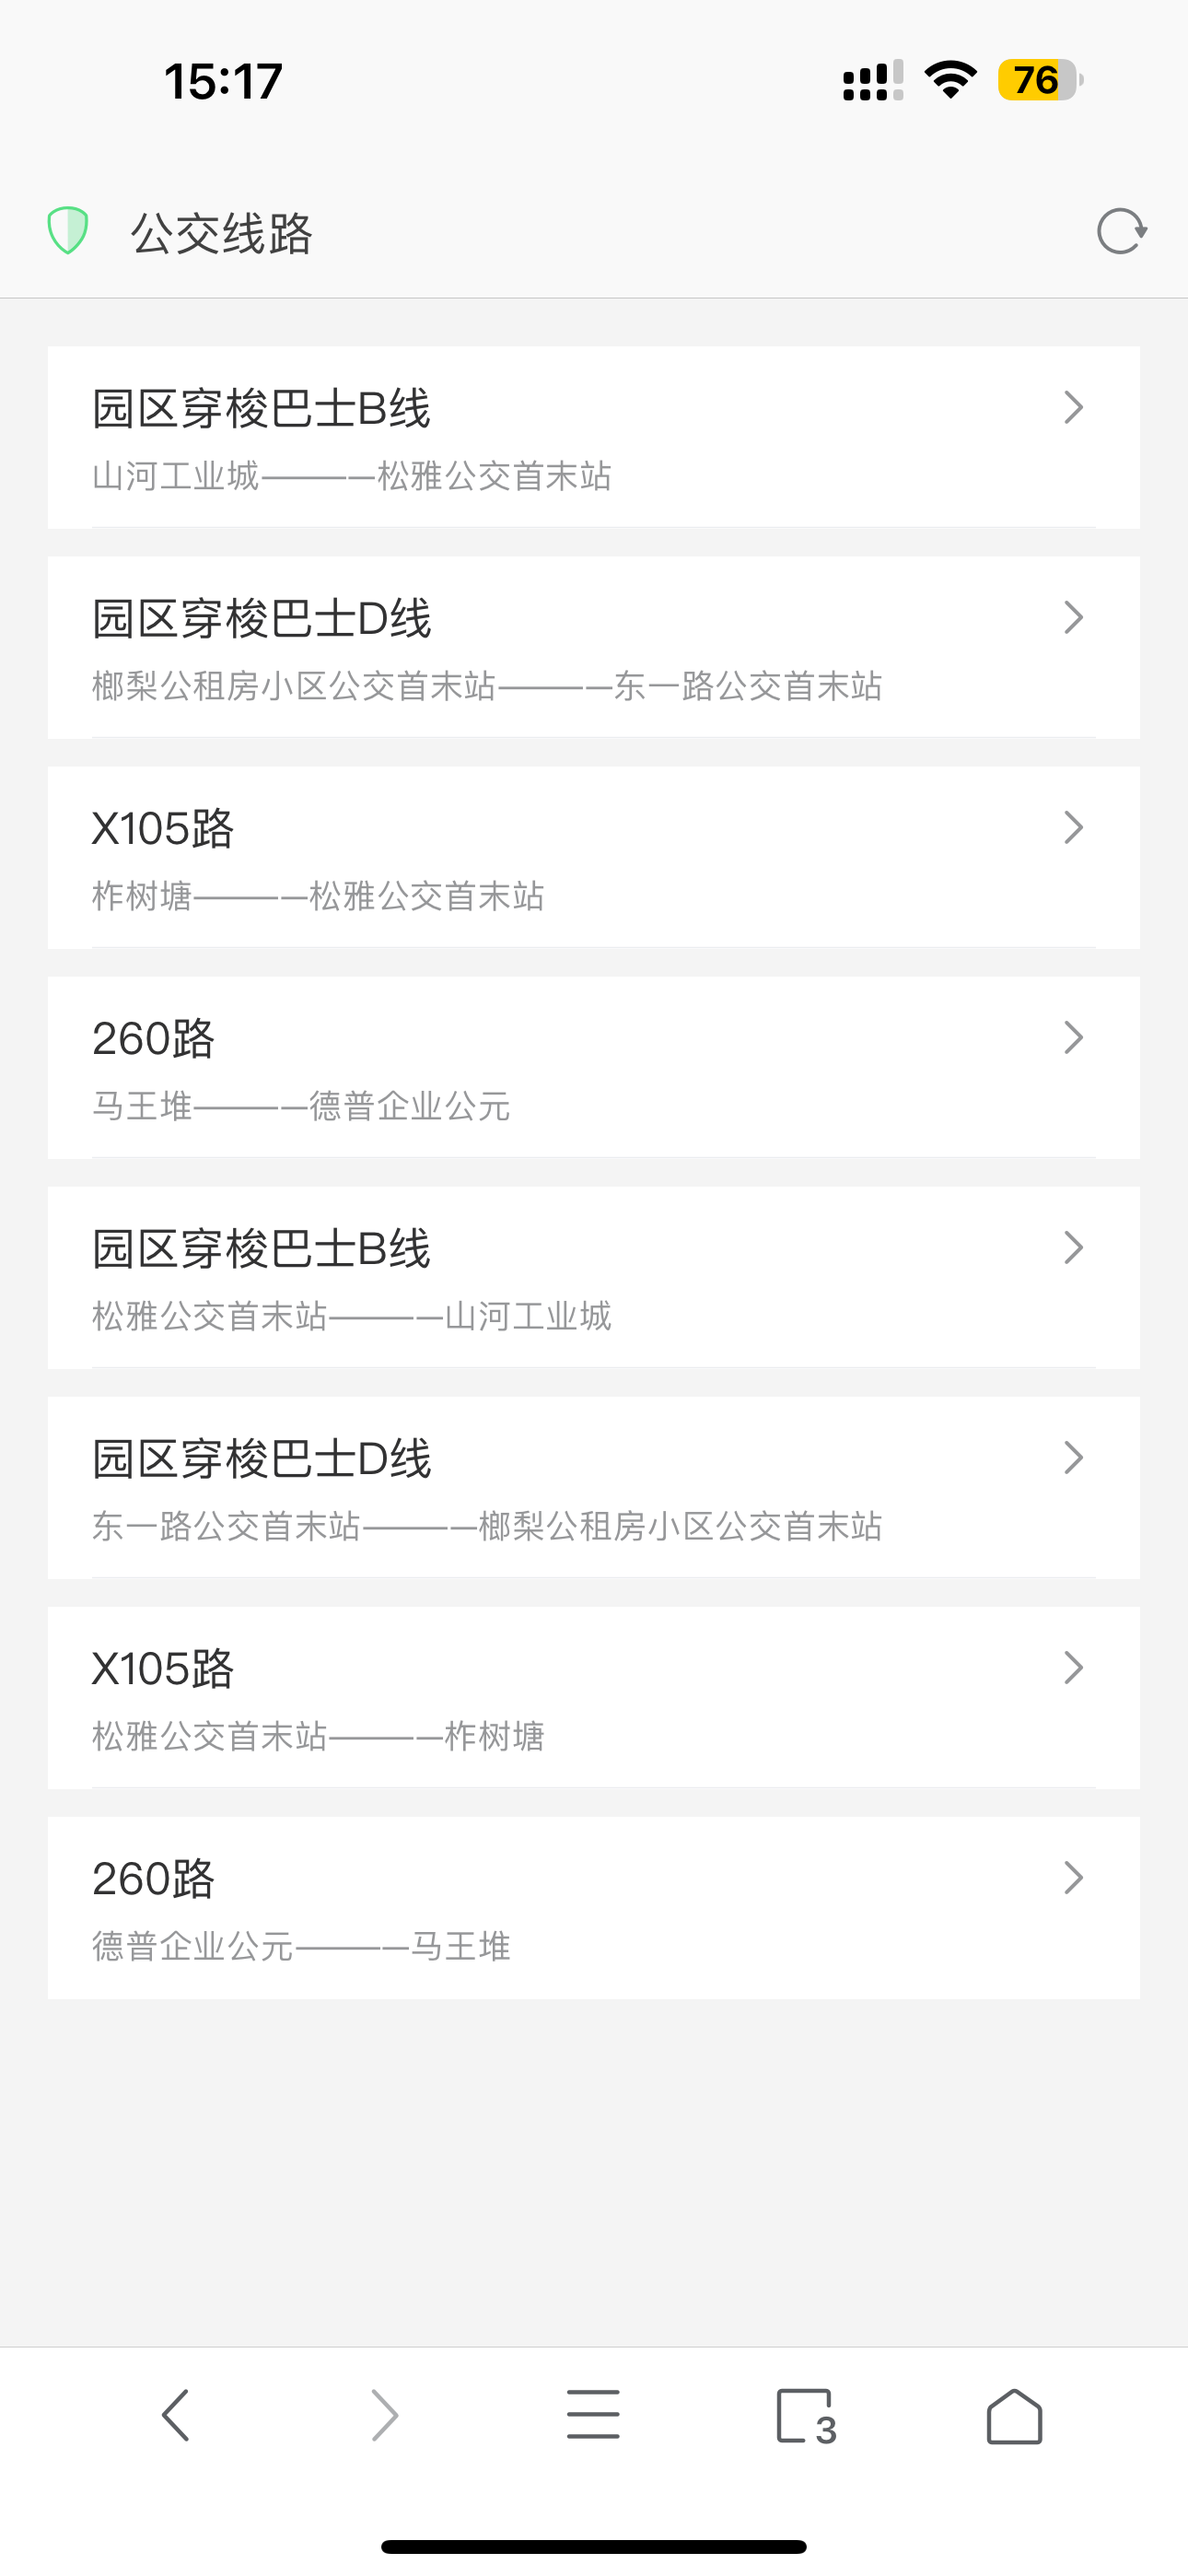 15:17
76
公交线路
园区穿梭巴士B线
山河工业城————松雅公交首末站
园区穿梭巴士D线
榔梨公租房小区公交首末站————东一路公交首末站
X105路
柞树塘————松雅公交首末站
260路
马王堆————德普企业公元
园区穿梭巴士B线
松雅公交首末站————山河工业城
园区穿梭巴士D线
东一路公交首末站————榔梨公租房小区公交首末站
X105路
松雅公交首末站————柞树塘
260路
德普企业公元————马王堆
3